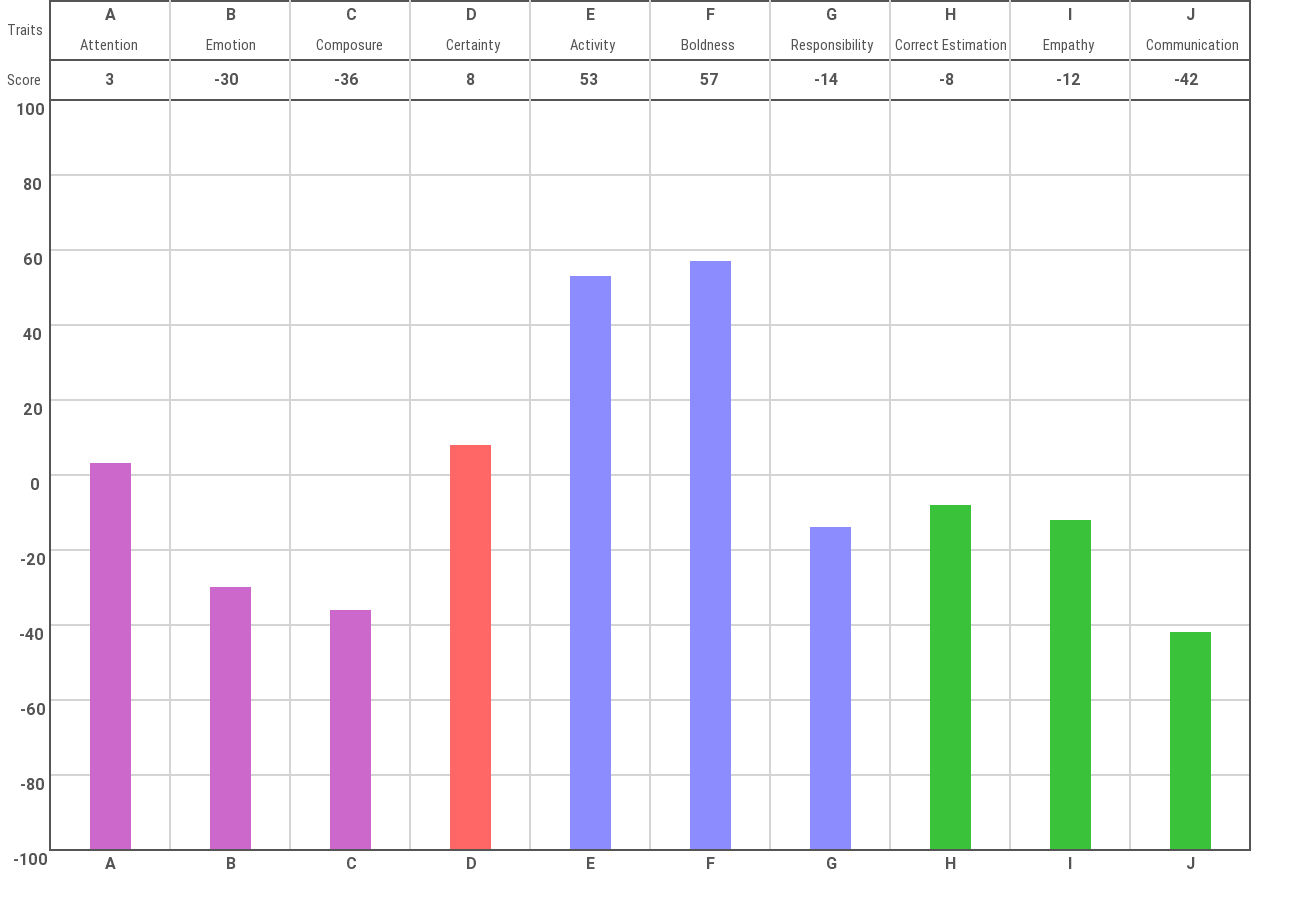 A B C D E F G H I J
Traits
Attention Emotion Composure Certainty Activity Boldness Responsibility Correct Estimation Empathy Communication
Score 3 -30 -36 8 53 57 -14 -8 -12 -42
100
80
60
40
20
0
-20
-40
-60
-80
-100
A B C D E F G H I J